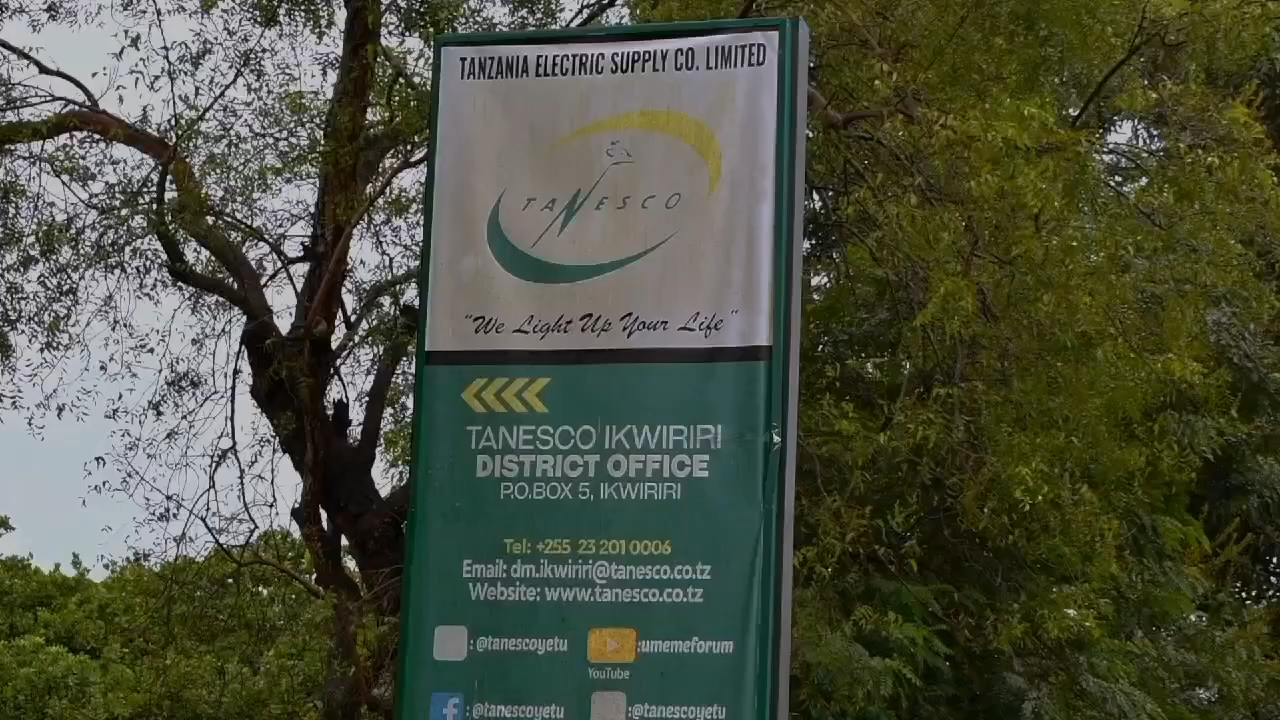 TANZANIA ELECTRIC SUPPLY CO. LIMITED
TANESCO
"We Light Up Your Life"
TANESCO IKWIRIRI
DISTRICT OFFICE
P.O.BOX 5, IKWIRIRI
Tel: +255 23 201 0006
Email: dm.ikwiriri@tanesco.co.tz
Website: www.tanesco.co.tz
: @tanescoyetu :umemeforum
YouTube
f : @tanescoyetu :@tanescoyetu